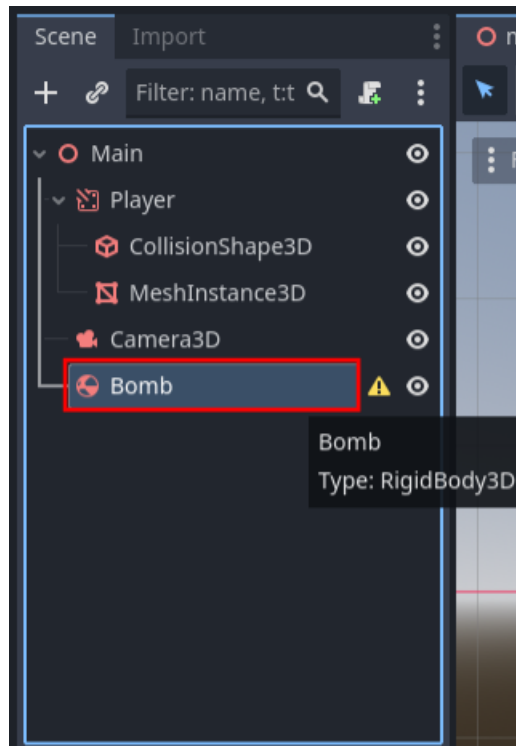 Scene Import
Filter: name, t:t
Main
Player
CollisionShape3D
MeshInstance3D
Camera3D
Bomb
Bomb
Type: RigidBody3D